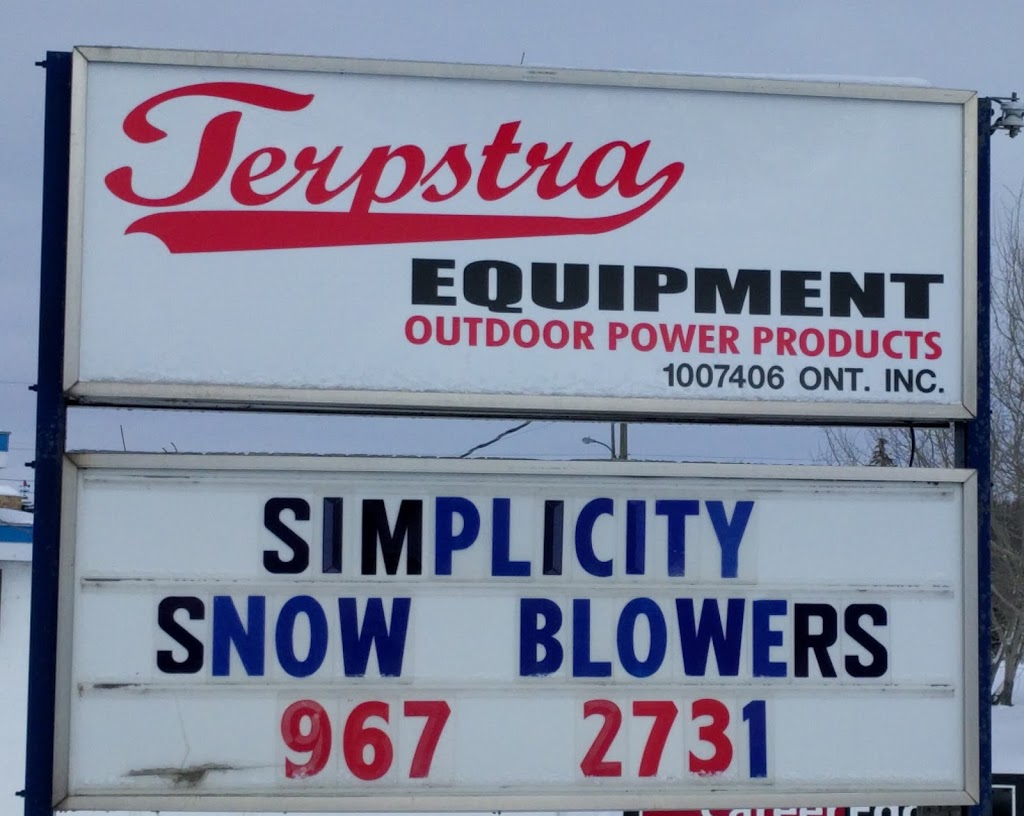 Terpstra
EQUIPMENT
OUTDOOR POWER PRODUCTS
1007406 ONT. INC.
SIMPLICITY
SNOW BLOWERS
967 2731